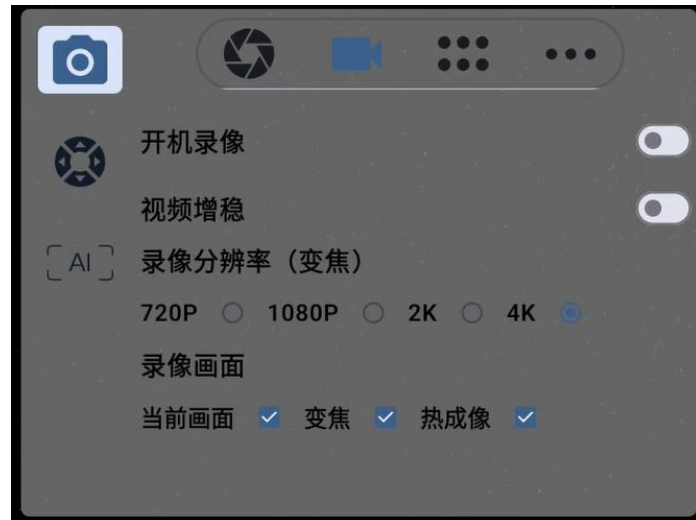 开机录像
视频增稳
AI
录像分辨率（变焦）
720P 1080P 2K 4K
录像画面
当前画面 变焦 热成像